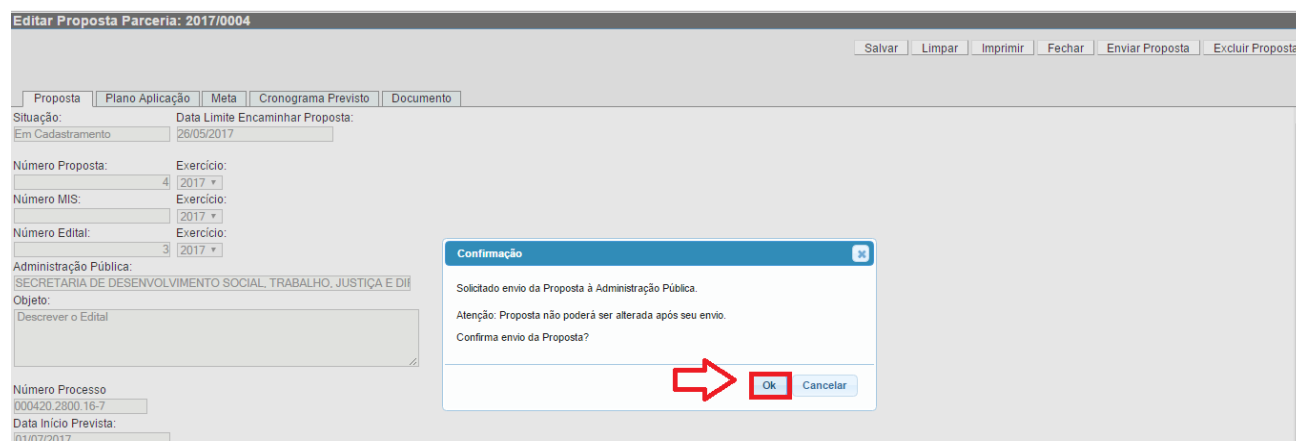 Editar Proposta Parceria: 2017/0004
Salvar Limpar Imprimir Fechar Enviar Proposta Excluir Proposta
Proposta Plano Aplicação Meta Cronograma Previsto Documento
Situação: Data Limite Encaminhar Proposta:
Em Cadastramento 26/05/2017
Número Proposta: Exercício:
4 2017
Número MIS: Exercício:
2017
Número Edital: Exercício:
3 2017
Administração Pública:
SECRETARIA DE DESENVOLVIMENTO SOCIAL, TRABALHO, JUSTIÇA E DI
Objeto:
Descrever o Edital
Número Processo
000420.2800.16-7
Data Início Prevista:
01/07/2017
Confirmação
Solicitado envio da Proposta à Administração Pública.
Atenção: Proposta não poderá ser alterada após seu envio.
Confirma envio da Proposta?
Ok Cancelar